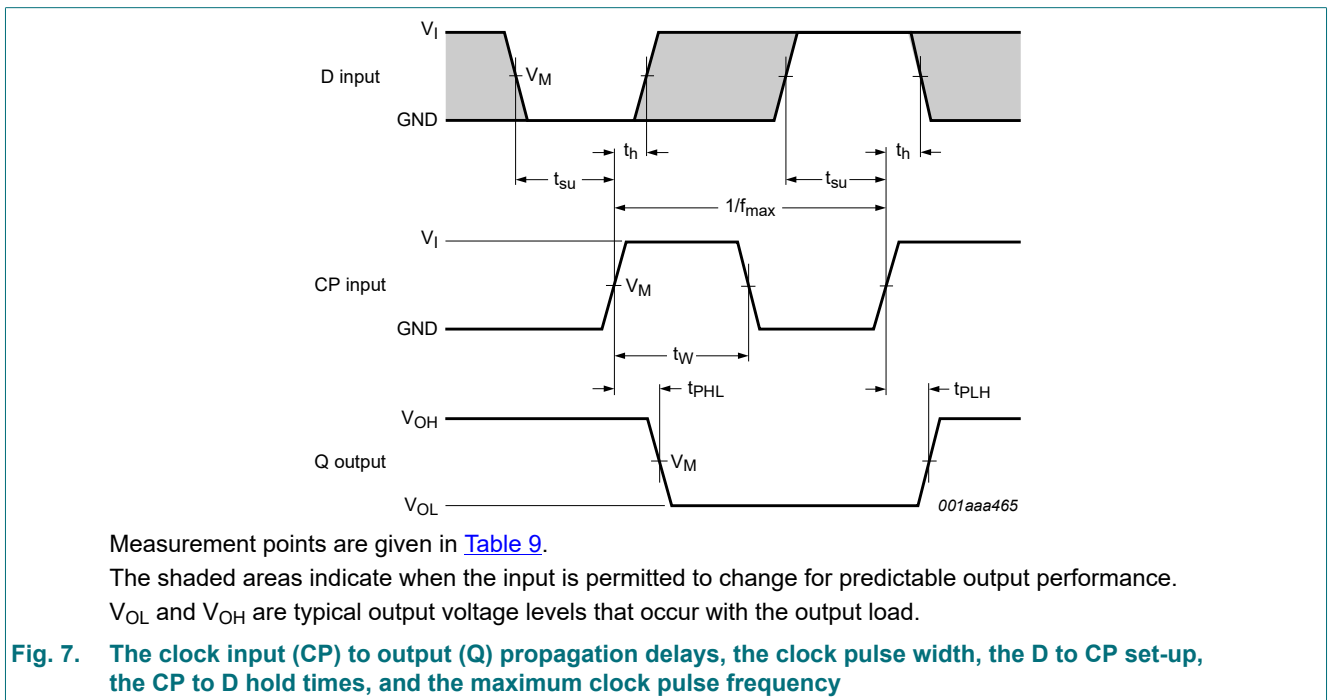 V_I
D input
V_M
GND
t_h
t_h
t_su
t_su
1/f_max
V_I
CP input
V_M
GND
t_W
t_PHL
t_PLH
V_OH
Q output
V_M
V_OL
001aaa465
Measurement points are given in Table 9.
The shaded areas indicate when the input is permitted to change for predictable output performance.
V_OL and V_OH are typical output voltage levels that occur with the output load.
Fig. 7. The clock input (CP) to output (Q) propagation delays, the clock pulse width, the D to CP set-up,
the CP to D hold times, and the maximum clock pulse frequency